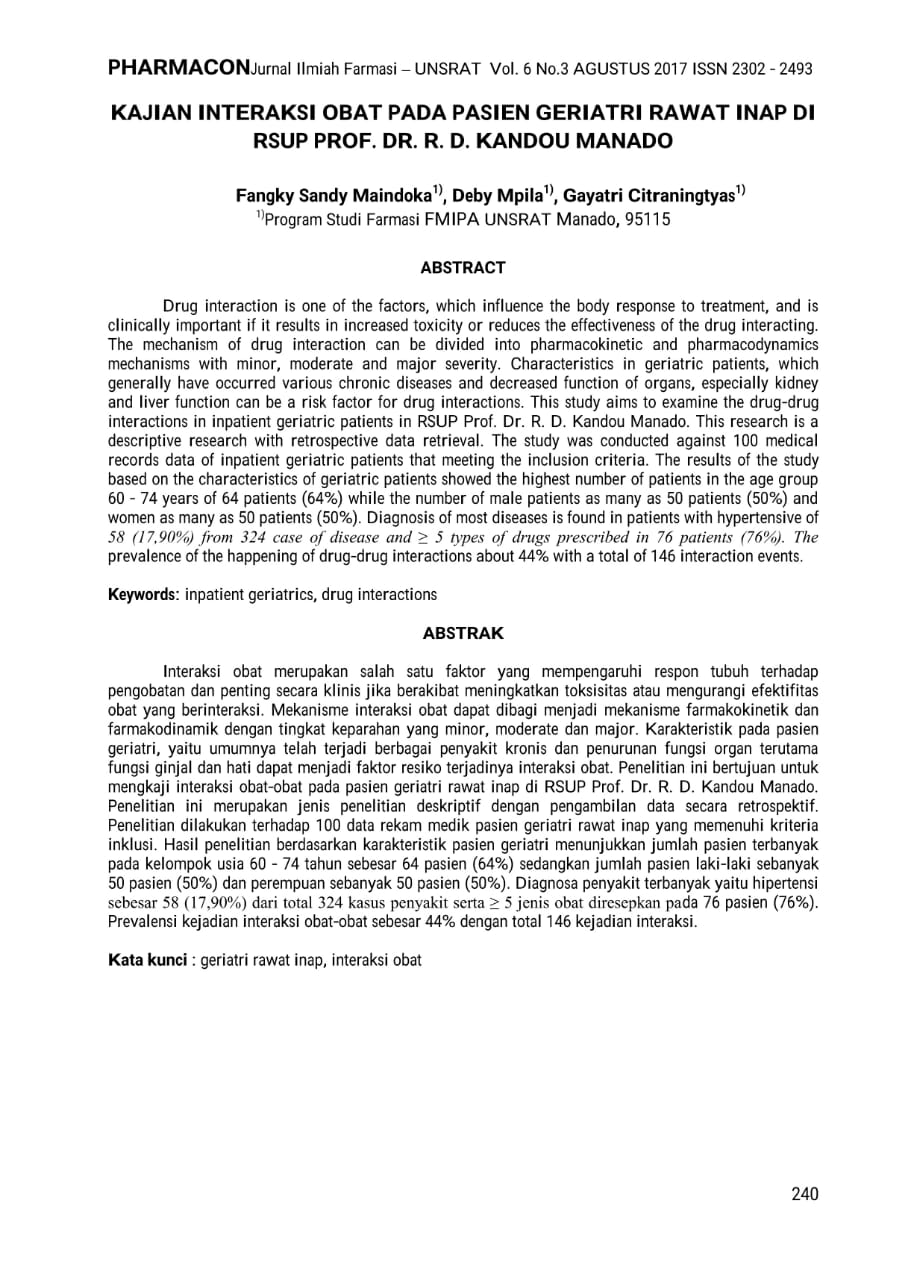 PHARMACONJurnal Ilmiah Farmasi – UNSRAT Vol. 6 No.3 AGUSTUS 2017 ISSN 2302 - 2493
KAJIAN INTERAKSI OBAT PADA PASIEN GERIATRI RAWAT INAP DI
RSUP PROF. DR. R. D. KANDOU MANADO
Fangky Sandy Maindoka1), Deby Mpila1), Gayatri Citraningtyas1)
1)Program Studi Farmasi FMIPA UNSRAT Manado, 95115
ABSTRACT
Drug interaction is one of the factors, which influence the body response to treatment, and is
clinically important if it results in increased toxicity or reduces the effectiveness of the drug interacting.
The mechanism of drug interaction can be divided into pharmacokinetic and pharmacodynamics
mechanisms with minor, moderate and major severity. Characteristics in geriatric patients, which
generally have occurred various chronic diseases and decreased function of organs, especially kidney
and liver function can be a risk factor for drug interactions. This study aims to examine the drug-drug
interactions in inpatient geriatric patients in RSUP Prof. Dr. R. D. Kandou Manado. This research is a
descriptive research with retrospective data retrieval. The study was conducted against 100 medical
records data of inpatient geriatric patients that meeting the inclusion criteria. The results of the study
based on the characteristics of geriatric patients showed the highest number of patients in the age group
60 - 74 years of 64 patients (64%) while the number of male patients as many as 50 patients (50%) and
women as many as 50 patients (50%). Diagnosis of most diseases is found in patients with hypertensive of
58 (17,90%) from 324 case of disease and ≥ 5 types of drugs prescribed in 76 patients (76%). The
prevalence of the happening of drug-drug interactions about 44% with a total of 146 interaction events.
Keywords: inpatient geriatrics, drug interactions
ABSTRAK
Interaksi obat merupakan salah satu faktor yang mempengaruhi respon tubuh terhadap
pengobatan dan penting secara klinis jika berakibat meningkatkan toksisitas atau mengurangi efektifitas
obat yang berinteraksi. Mekanisme interaksi obat dapat dibagi menjadi mekanisme farmakokinetik dan
farmakodinamik dengan tingkat keparahan yang minor, moderate dan major. Karakteristik pada pasien
geriatri, yaitu umumnya telah terjadi berbagai penyakit kronis dan penurunan fungsi organ terutama
fungsi ginjal dan hati dapat menjadi faktor resiko terjadinya interaksi obat. Penelitian ini bertujuan untuk
mengkaji interaksi obat-obat pada pasien geriatri rawat inap di RSUP Prof. Dr. R. D. Kandou Manado.
Penelitian ini merupakan jenis penelitian deskriptif dengan pengambilan data secara retrospektif.
Penelitian dilakukan terhadap 100 data rekam medik pasien geriatri rawat inap yang memenuhi kriteria
inklusi. Hasil penelitian berdasarkan karakteristik pasien geriatri menunjukkan jumlah pasien terbanyak
pada kelompok usia 60 - 74 tahun sebesar 64 pasien (64%) sedangkan jumlah pasien laki-laki sebanyak
50 pasien (50%) dan perempuan sebanyak 50 pasien (50%). Diagnosa penyakit terbanyak yaitu hipertensi
sebesar 58 (17,90%) dari total 324 kasus penyakit serta ≥ 5 jenis obat diresepkan pada 76 pasien (76%).
Prevalensi kejadian interaksi obat-obat sebesar 44% dengan total 146 kejadian interaksi.
Kata kunci : geriatri rawat inap, interaksi obat
240